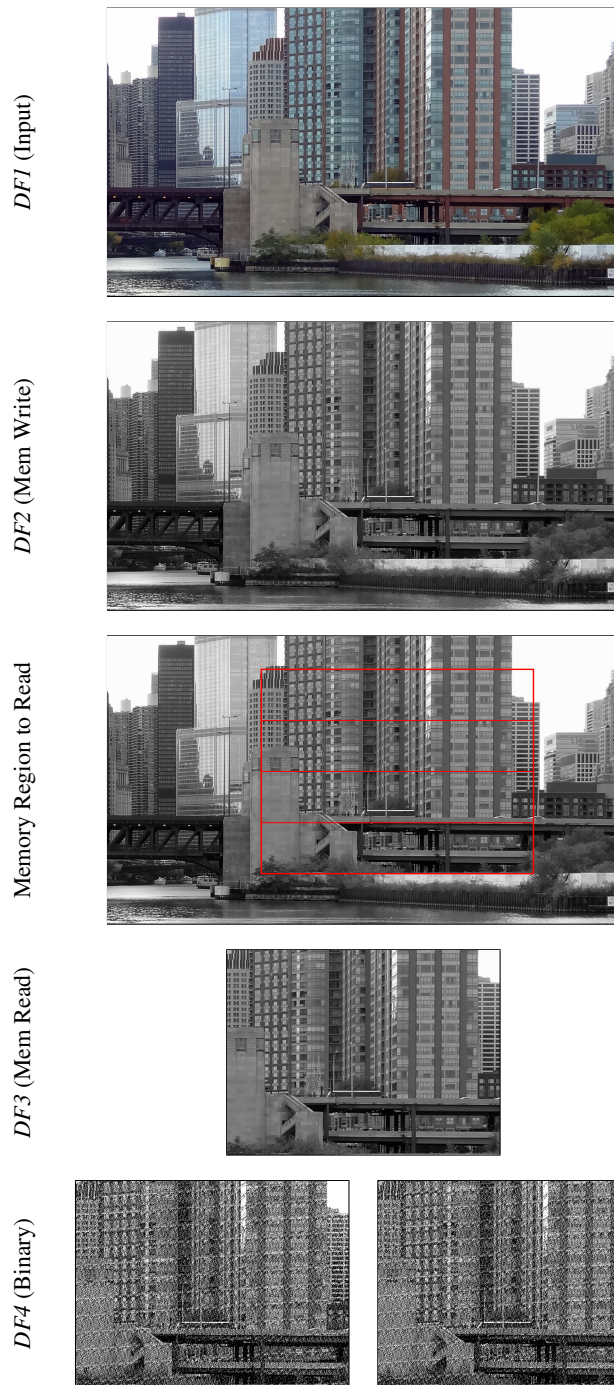 DF1 (Input)
DF2 (Mem Write)
Memory Region to Read
DF3 (Mem Read)
DF4 (Binary)